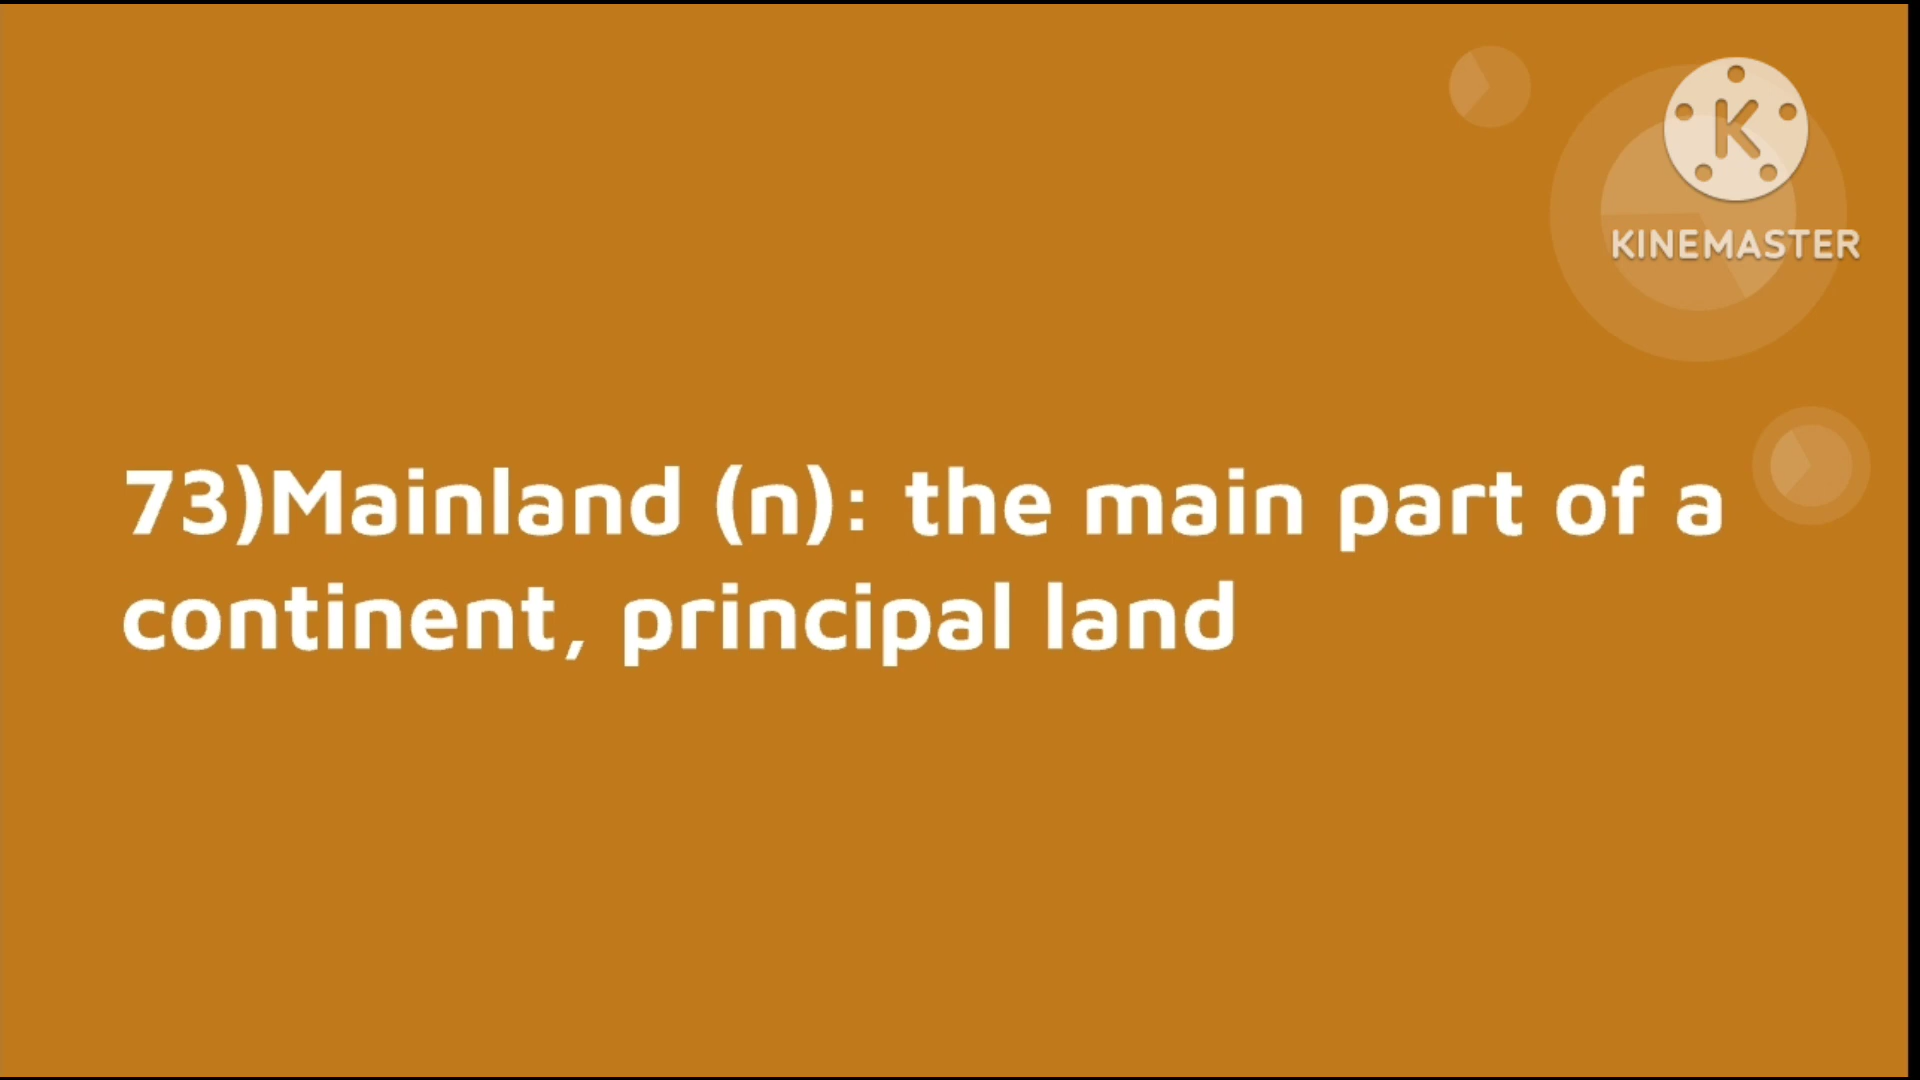 K
KINEMASTER
73)Mainland (n): the main part of a
continent, principal land